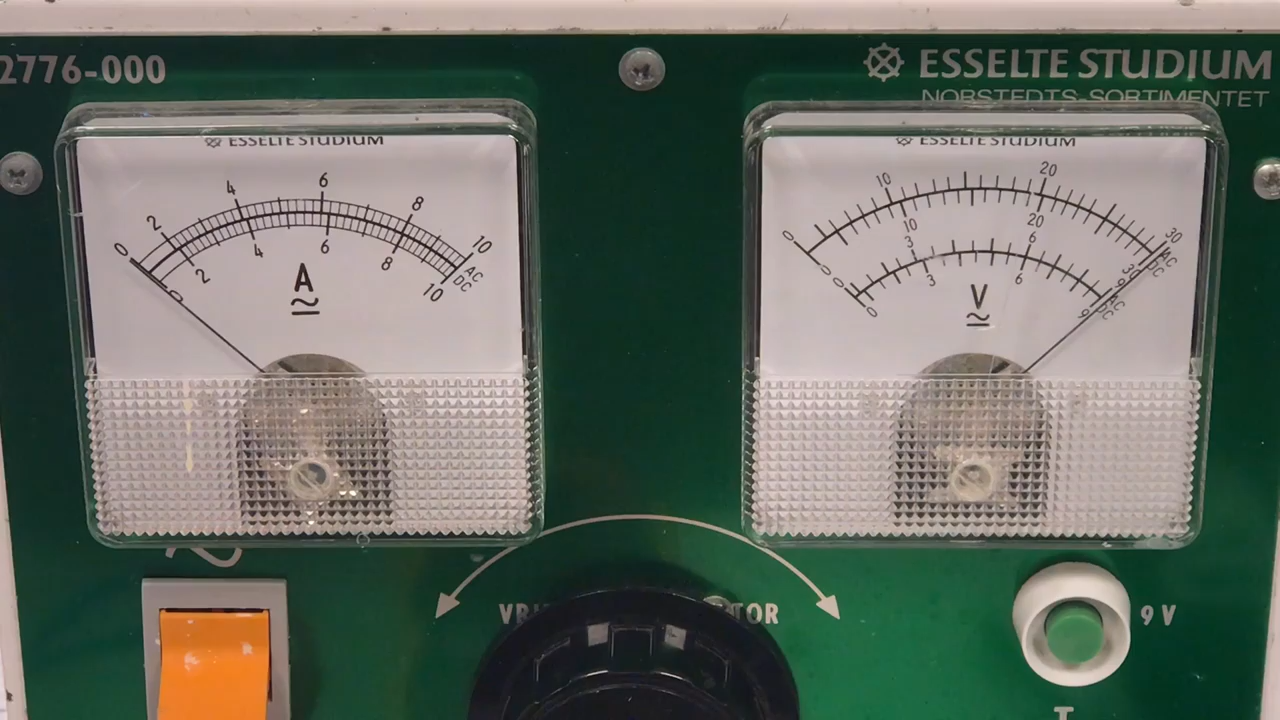 2776-000
ESSELTE STUDIUM
NORSTEDTS-SORTIMENTET
ESSELTE STUDIUM
0 2 4 6 8 10
AC
DC
0 2 4 6 8 10
A
ESSELTE STUDIUM
0 10 20 30
AC
DC
0 10 20 30
0 3 6 9
AC
DC
0 3 6 9
V
9 V